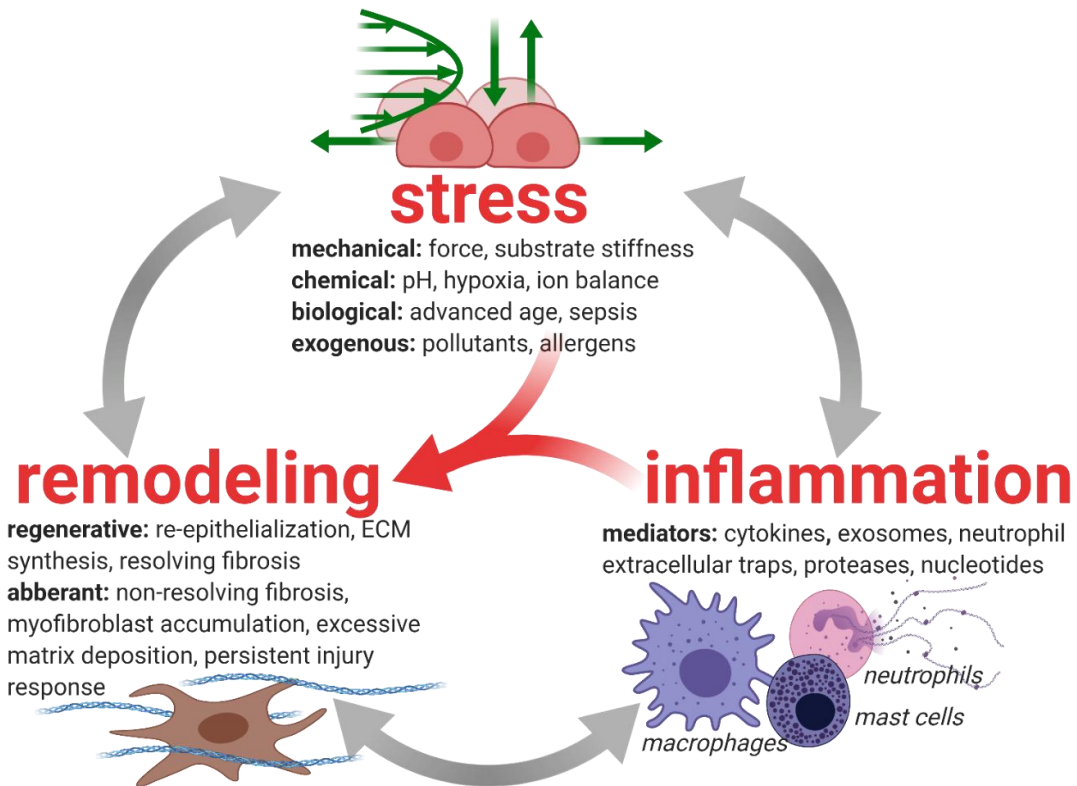 stress
mechanical: force, substrate stiffness
chemical: pH, hypoxia, ion balance
biological: advanced age, sepsis
exogenous: pollutants, allergens
remodeling
regenerative: re-epithelialization, ECM
synthesis, resolving fibrosis
abberant: non-resolving fibrosis,
myofibroblast accumulation, excessive
matrix deposition, persistent injury
response
inflammation
mediators: cytokines, exosomes, neutrophil
extracellular traps, proteases, nucleotides
neutrophils
mast cells
macrophages